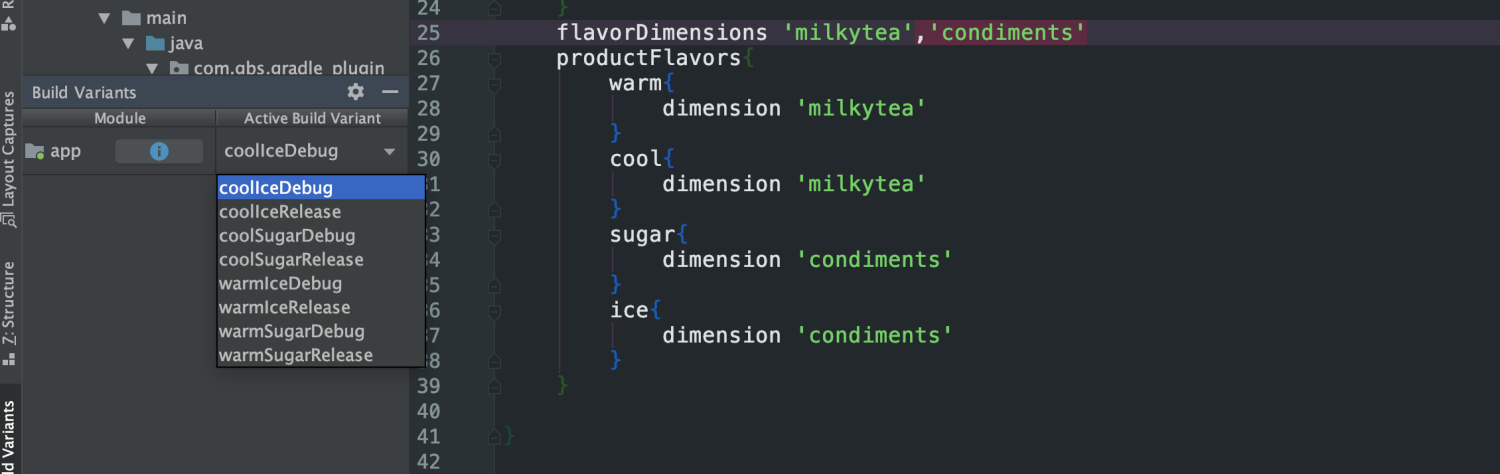 main
java
com.gbs.gradle_plugin
Build Variants
Module
Active Build Variant
app
coolIceDebug
coolIceDebug
coolIceRelease
coolSugarDebug
coolSugarRelease
warmIceDebug
warmIceRelease
warmSugarDebug
warmSugarRelease
Layout Captures
Z: Structure
d Variants
24 }
25 flavorDimensions 'milkytea','condiments'
26 productFlavors{
27 warm{
28 dimension 'milkytea'
29 }
30 cool{
31 dimension 'milkytea'
32 }
33 sugar{
34 dimension 'condiments'
35 }
36 ice{
37 dimension 'condiments'
38 }
39 }
40
41 }
42